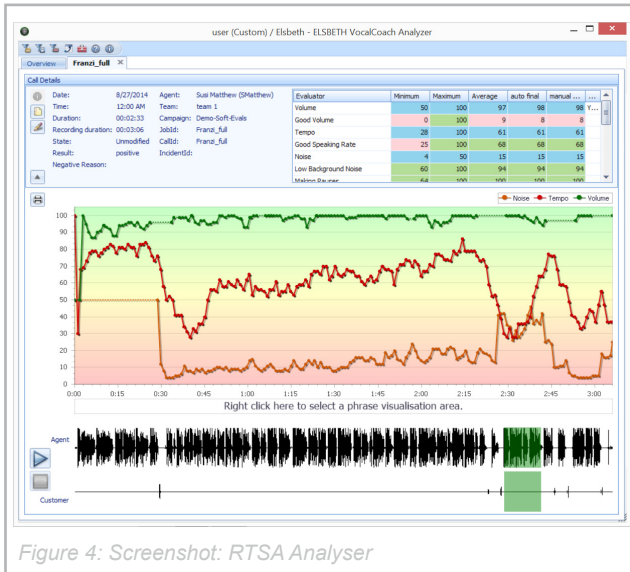 user (Custom) / Elsbeth - ELSBETH VocalCoach Analyzer
Overview Franzi_full
Call Details
Date: 8/27/2014 Agent: Susi Matthew (SMatthew)
Time: 12:00 AM Team: team 1
Duration: 00:02:33 Campaign: Demo-Soft-Evals
Recording duration: 00:03:06 JobId: Franzi_full
State: Unmodified CallId: Franzi_full
Result: positive IncidentId:
Negative Reason:
Evaluator Minimum Maximum Average auto final manual ... ...
Volume 50 100 97 98 98 Y...
Good Volume 0 100 9 8 8
Tempo 28 100 61 61 61
Good Speaking Rate 25 100 68 68 68
Noise 4 50 15 15 15
Low Background Noise 60 100 94 94 94
Making Pauses 64 100 100 100 100
Noise Tempo Volume
100
90
80
70
60
50
40
30
20
10
0
0:00 0:15 0:30 0:45 1:00 1:15 1:30 1:45 2:00 2:15 2:30 2:45 3:00
Right click here to select a phrase visualisation area.
Agent
Customer
Figure 4: Screenshot: RTSA Analyser